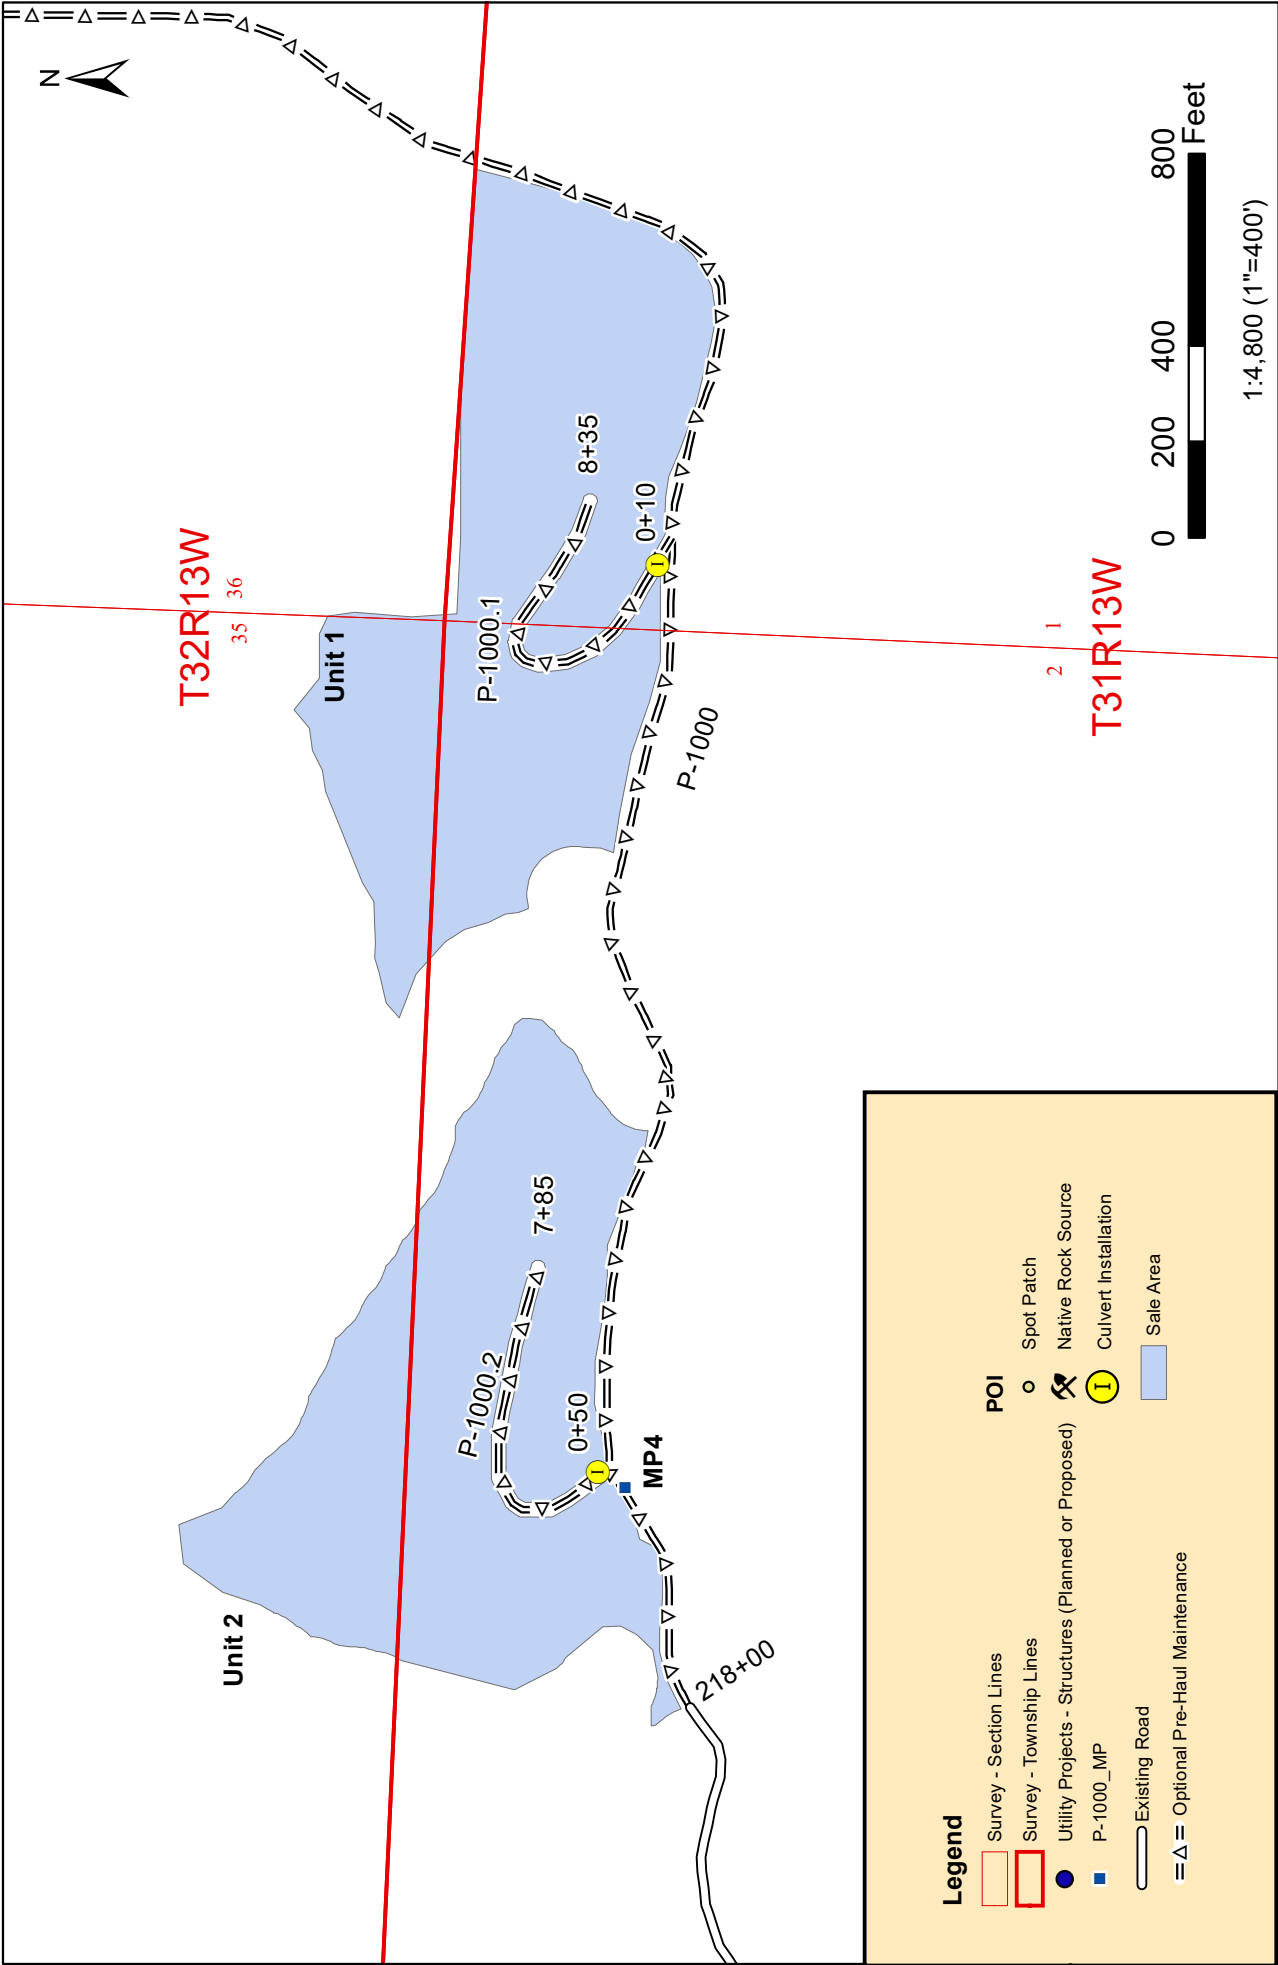 N
T32R13W
35
36
Unit 1
Unit 2
P-1000.1
8+35
0+10
P-1000
P-1000.2
7+85
0+50
MP4
218+00
2
1
T31R13W
0
200
400
800
Feet
1:4,800 (1"=400')
Legend
Survey - Section Lines
Survey - Township Lines
Utility Projects - Structures (Planned or Proposed)
P-1000_MP
Existing Road
Optional Pre-Haul Maintenance
POI
Spot Patch
Native Rock Source
I
Culvert Installation
Sale Area
I
I